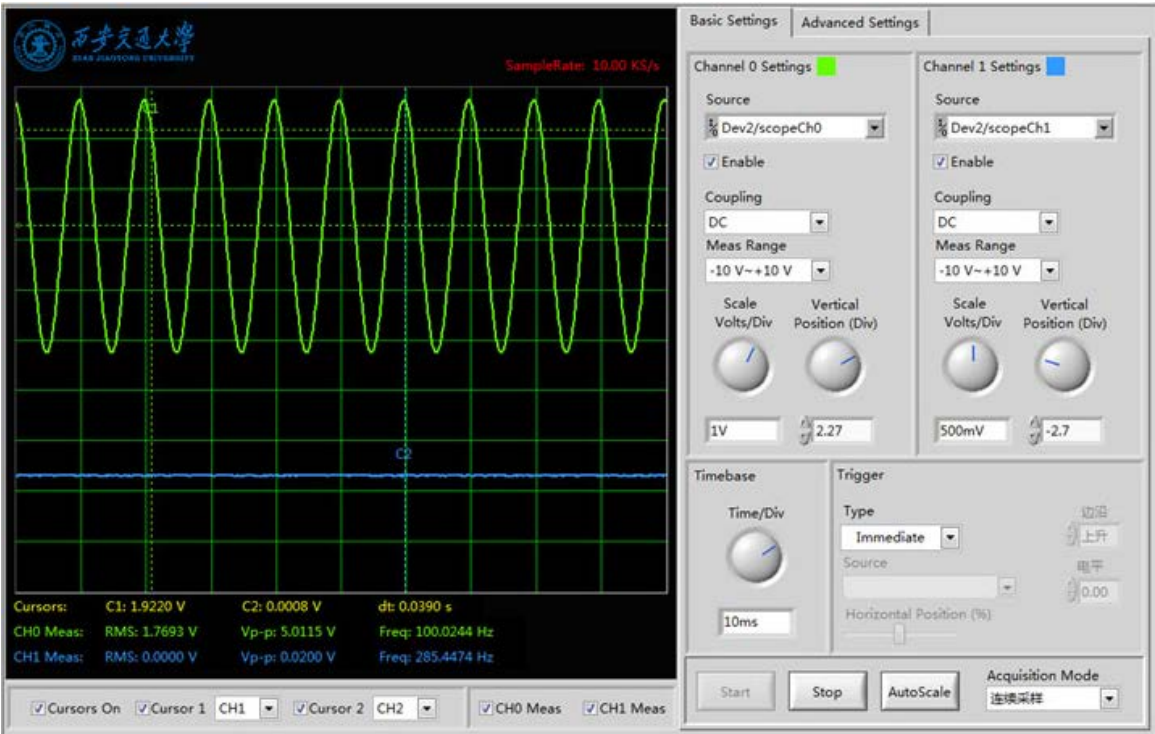 西安交通大学
XI'AN JIAOTONG UNIVERSITY
SampleRate: 10.00 KS/s
C1
C2
Cursors: C1: 1.9220 V C2: 0.0008 V dt: 0.0390 s
CH0 Meas: RMS: 1.7693 V Vp-p: 5.0115 V Freq: 100.0244 Hz
CH1 Meas: RMS: 0.0000 V Vp-p: 0.0200 V Freq: 285.4474 Hz
Cursors On Cursor 1 CH1 Cursor 2 CH2 CH0 Meas CH1 Meas
Basic Settings Advanced Settings
Channel 0 Settings
Source
Dev2/scopeCh0
Enable
Coupling
DC
Meas Range
-10 V~+10 V
Scale Vertical
Volts/Div Position (Div)
1V 2.27
Channel 1 Settings
Source
Dev2/scopeCh1
Enable
Coupling
DC
Meas Range
-10 V~+10 V
Scale Vertical
Volts/Div Position (Div)
500mV -2.7
Timebase
Time/Div
10ms
Trigger
Type 边沿
Immediate 上升
Source 电平
0.00
Horizontal Position (%)
Start Stop AutoScale
Acquisition Mode
连续采样